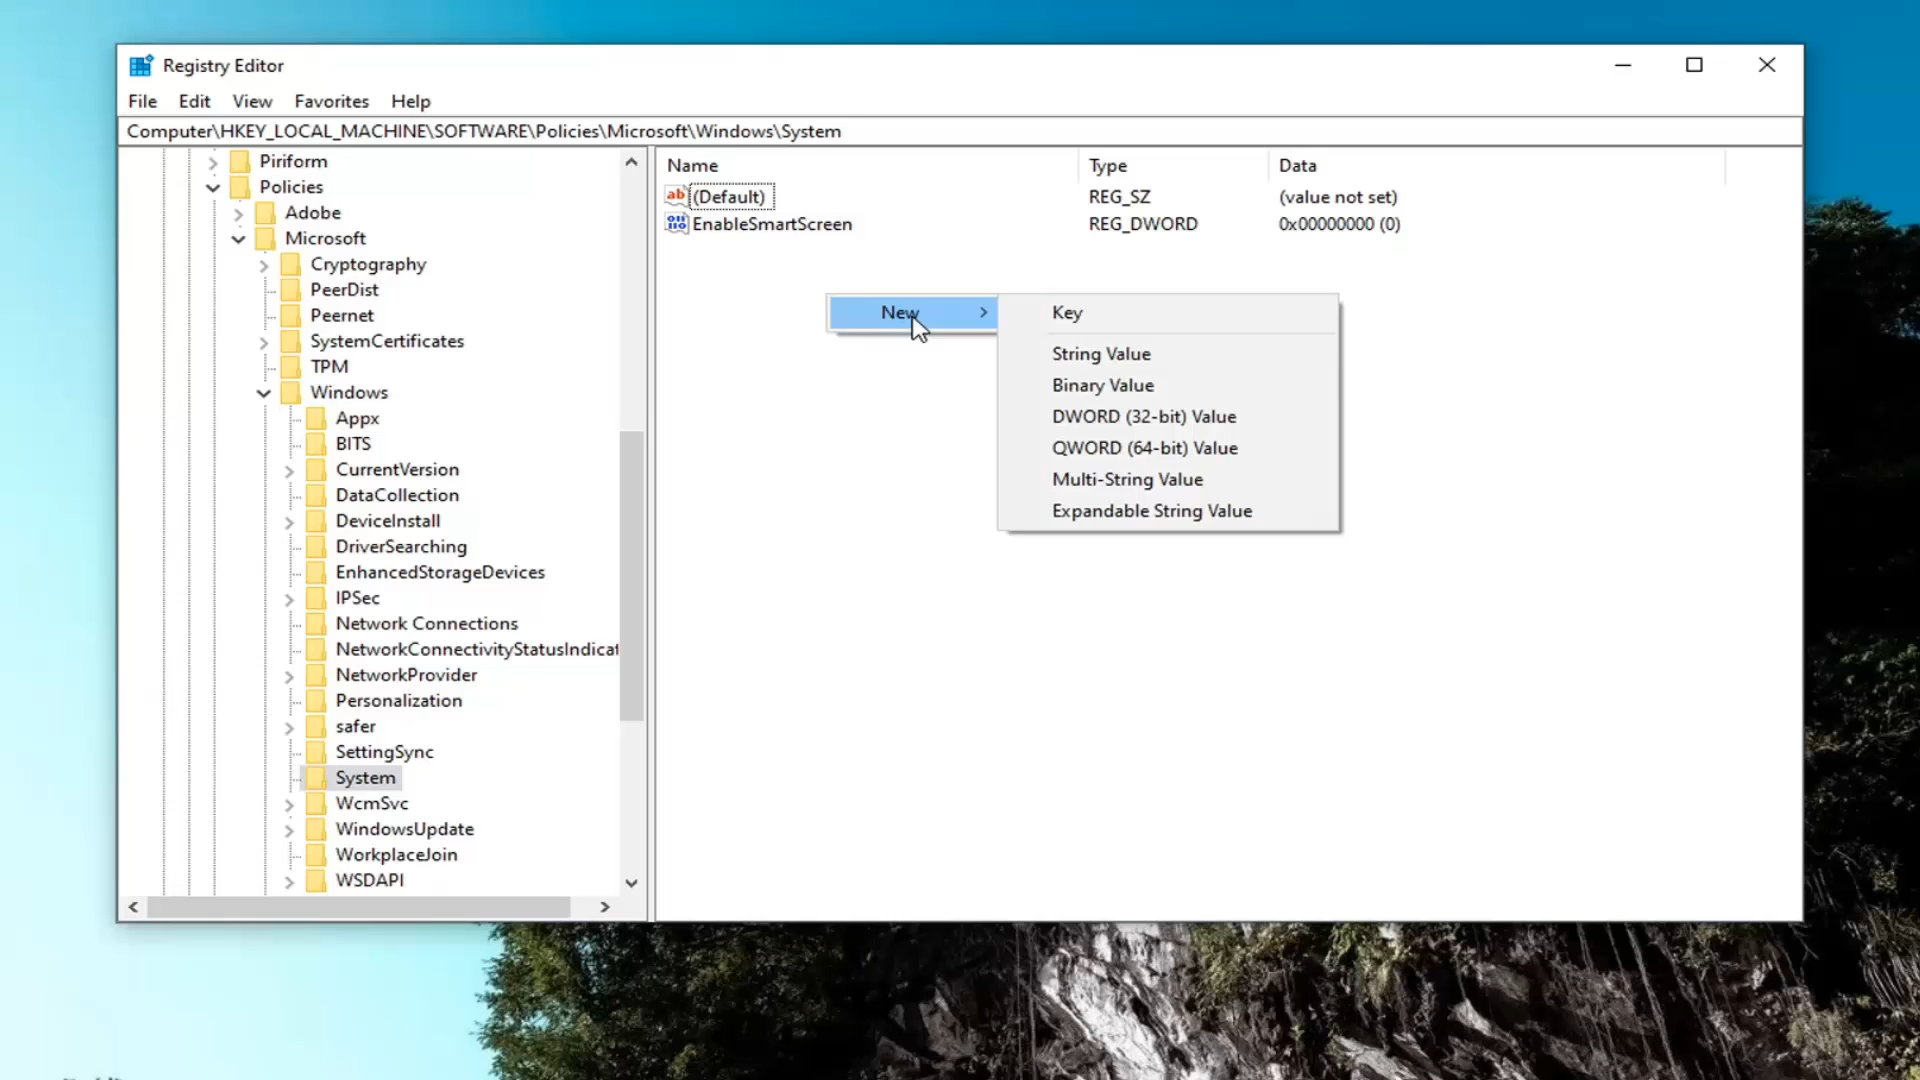 Registry Editor
File Edit View Favorites Help
Computer\HKEY_LOCAL_MACHINE\SOFTWARE\Policies\Microsoft\Windows\System
Piriform
Policies
Adobe
Microsoft
Cryptography
PeerDist
Peernet
SystemCertificates
TPM
Windows
Appx
BITS
CurrentVersion
DataCollection
DeviceInstall
DriverSearching
EnhancedStorageDevices
IPSec
Network Connections
NetworkConnectivityStatusIndicat
NetworkProvider
Personalization
safer
SettingSync
System
WcmSvc
WindowsUpdate
WorkplaceJoin
WSDAPI
Name Type Data
(Default) REG_SZ (value not set)
EnableSmartScreen REG_DWORD 0x00000000 (0)
New
Key
String Value
Binary Value
DWORD (32-bit) Value
QWORD (64-bit) Value
Multi-String Value
Expandable String Value